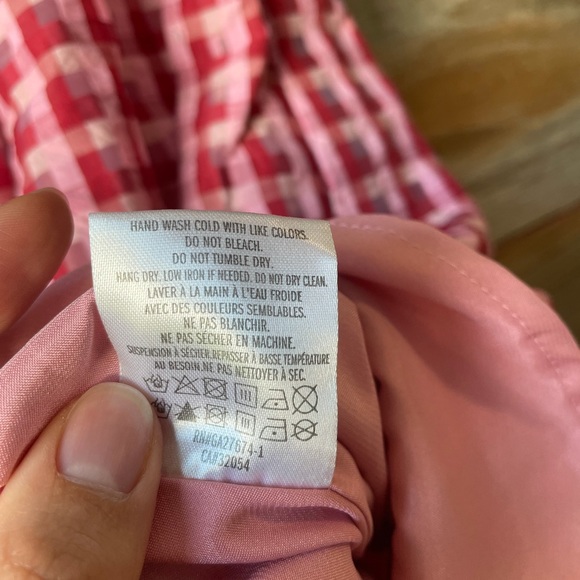 HAND WASH COLD WITH LIKE COLORS.
DO NOT BLEACH.
DO NOT TUMBLE DRY.
HANG DRY. LOW IRON IF NEEDED. DO NOT DRY CLEAN.
LAVER À LA MAIN À L'EAU FROIDE
AVEC DES COULEURS SEMBLABLES.
NE PAS BLANCHIR.
NE PAS SÉCHER EN MACHINE.
SUSPENSION À SÉCHER.REPASSER À BASSE TEMPÉRATURE
AU BESOIN.NE PAS NETTOYER À SEC.
RN#GA27674-1
CA#32054